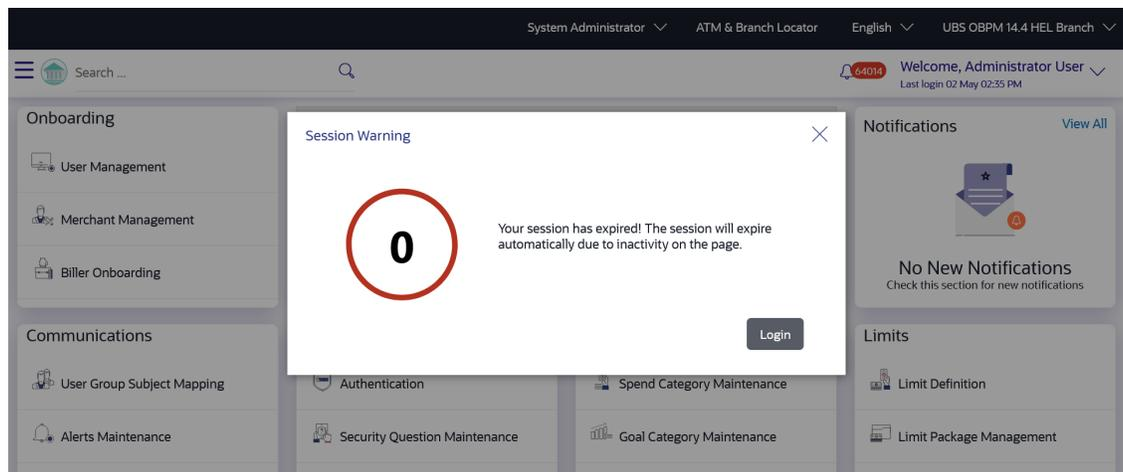 System Administrator
ATM & Branch Locator
English
UBS OBPM 14.4 HEL Branch
Search ...
64014
Welcome, Administrator User
Last login 02 May 02:35 PM
Onboarding
User Management
Merchant Management
Biller Onboarding
Session Warning
0
Your session has expired! The session will expire
automatically due to inactivity on the page.
Login
Notifications
View All
No New Notifications
Check this section for new notifications
Communications
User Group Subject Mapping
Alerts Maintenance
Authentication
Security Question Maintenance
Spend Category Maintenance
Goal Category Maintenance
Limits
Limit Definition
Limit Package Management